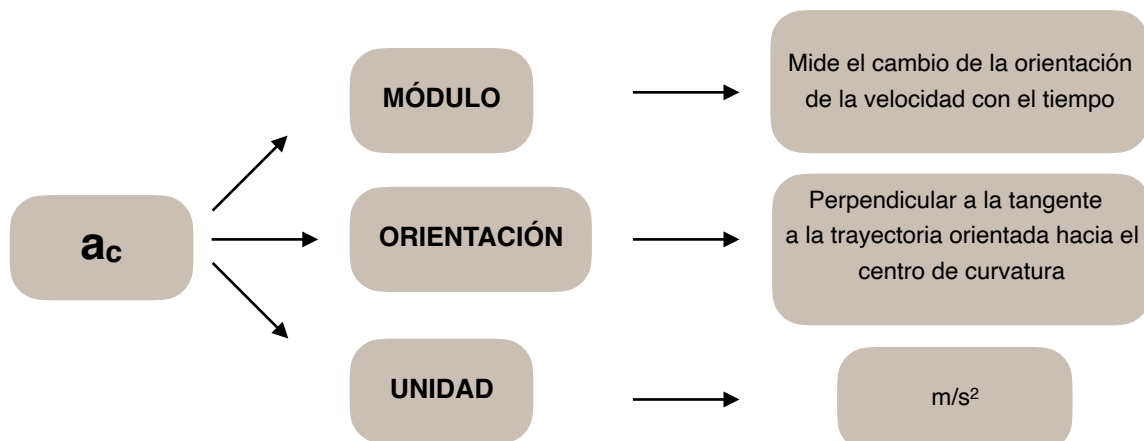 MÓDULO
Mide el cambio de la orientación
de la velocidad con el tiempo
ac
ORIENTACIÓN
Perpendicular a la tangente
a la trayectoria orientada hacia el
centro de curvatura
UNIDAD
m/s²